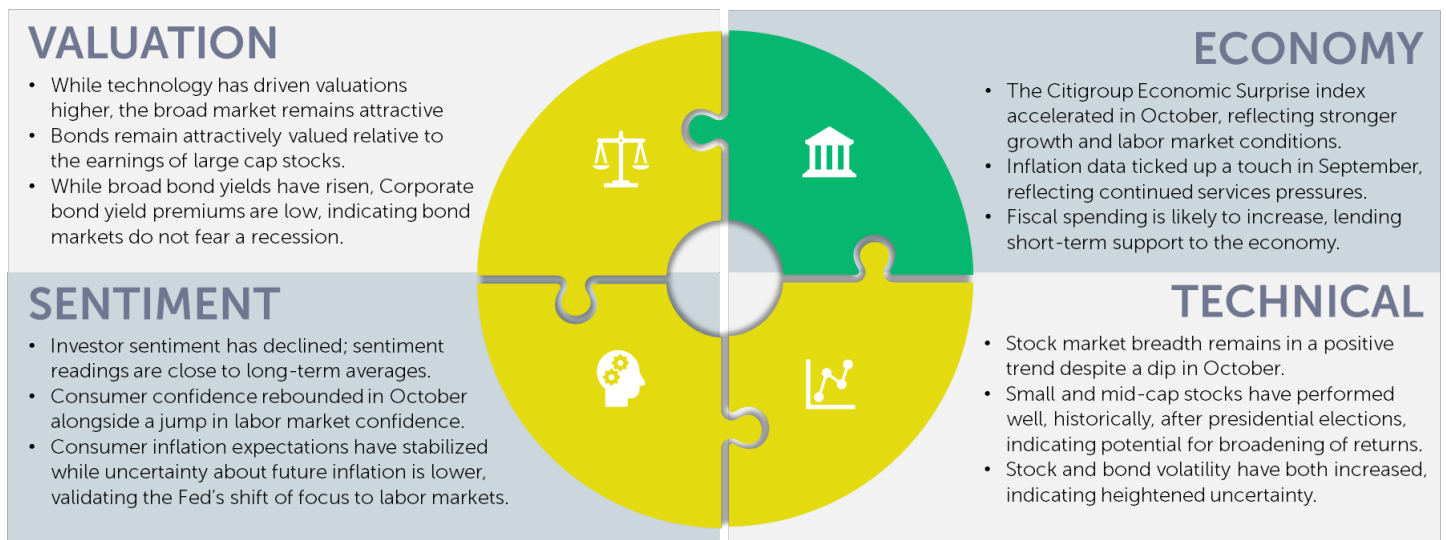 VALUATION
• While technology has driven valuations
higher, the broad market remains attractive
• Bonds remain attractively valued relative to
the earnings of large cap stocks.
• While broad bond yields have risen, Corporate
bond yield premiums are low, indicating bond
markets do not fear a recession.
ECONOMY
• The Citigroup Economic Surprise index
accelerated in October, reflecting stronger
growth and labor market conditions.
• Inflation data ticked up a touch in September,
reflecting continued services pressures.
• Fiscal spending is likely to increase, lending
short-term support to the economy.
SENTIMENT
• Investor sentiment has declined; sentiment
readings are close to long-term averages.
• Consumer confidence rebounded in October
alongside a jump in labor market confidence.
• Consumer inflation expectations have stabilized
while uncertainty about future inflation is lower,
validating the Fed's shift of focus to labor markets.
TECHNICAL
• Stock market breadth remains in a positive
trend despite a dip in October.
• Small and mid-cap stocks have performed
well, historically, after presidential elections,
indicating potential for broadening of returns.
• Stock and bond volatility have both increased,
indicating heightened uncertainty.